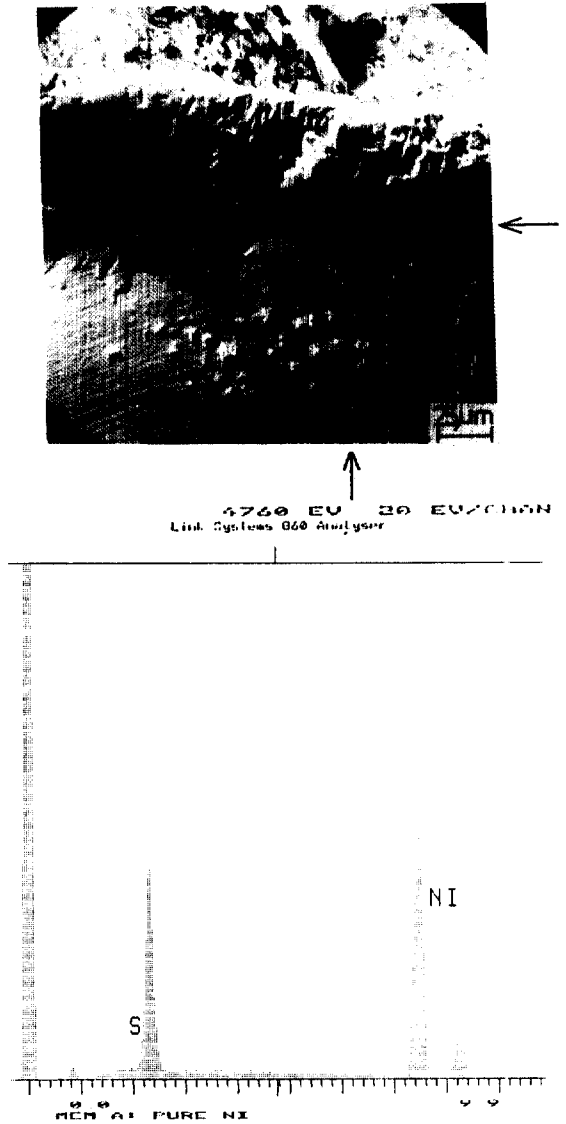 4760 EV 20 EV/CHAN
Link Systems 860 Analyser
NI
S
0.0
9 9
MEM A: PURE NI